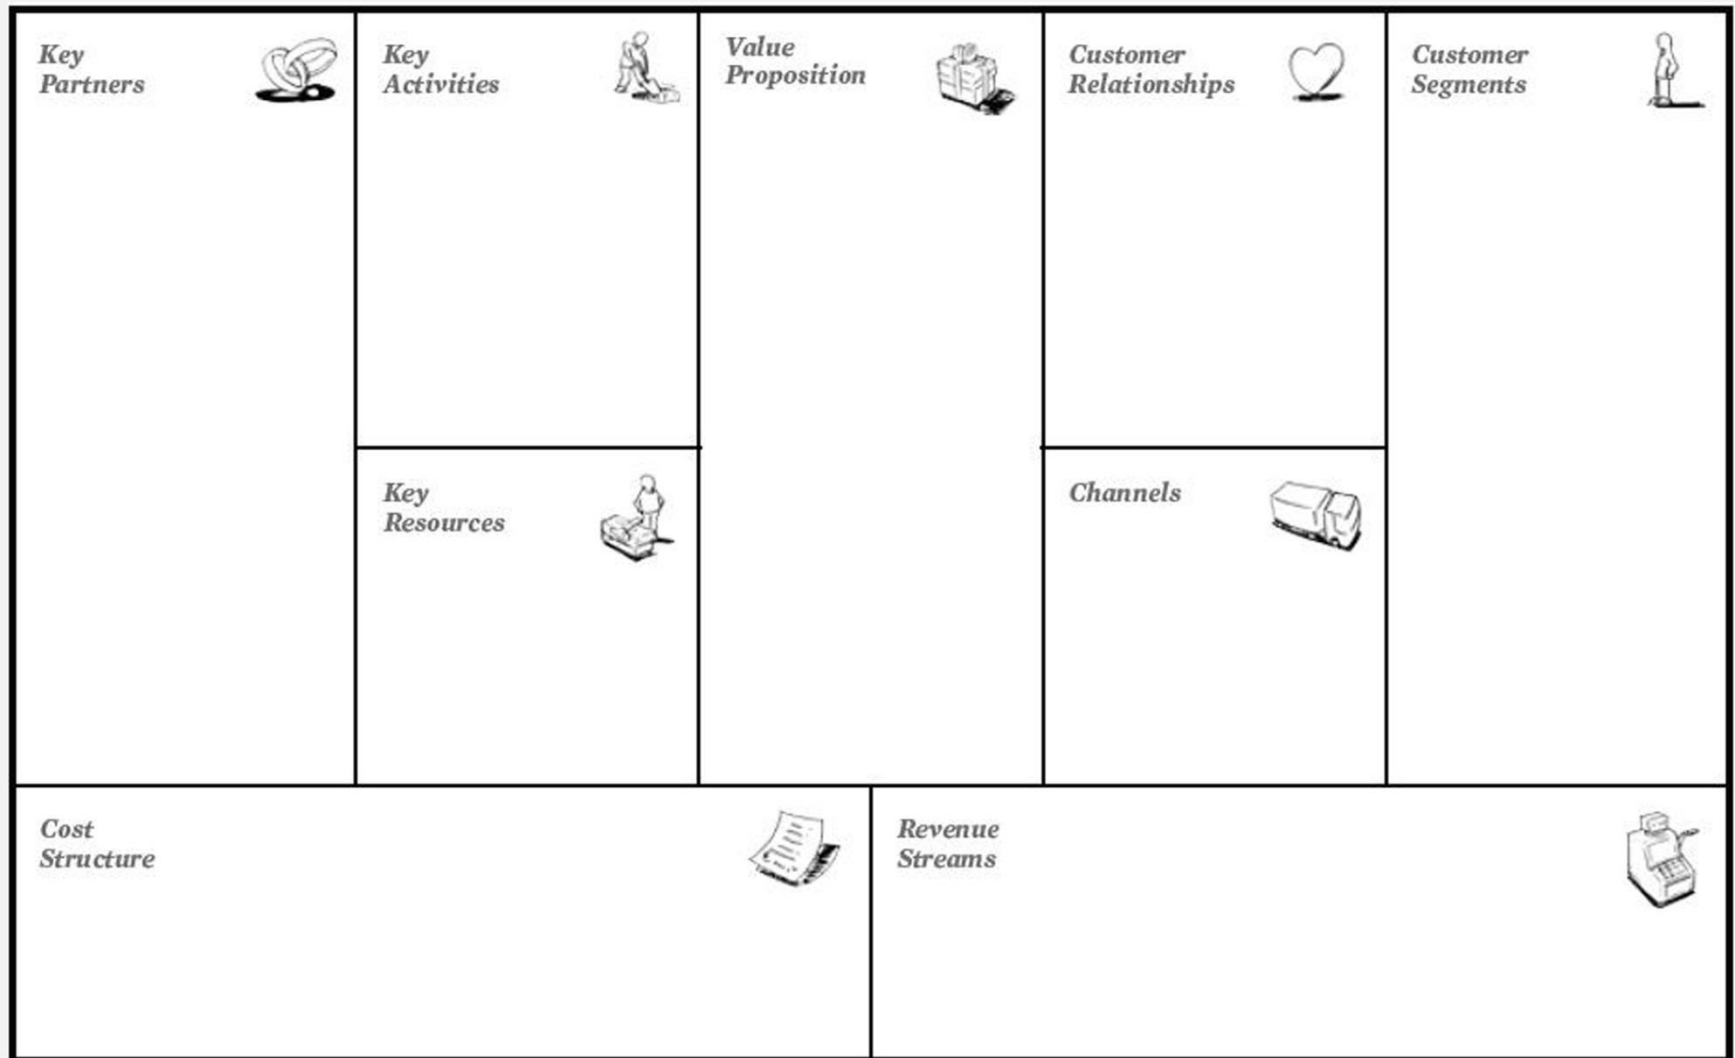 Key
Partners
Key
Activities
Value
Proposition
Customer
Relationships
Customer
Segments
Key
Resources
Channels
Cost
Structure
Revenue
Streams